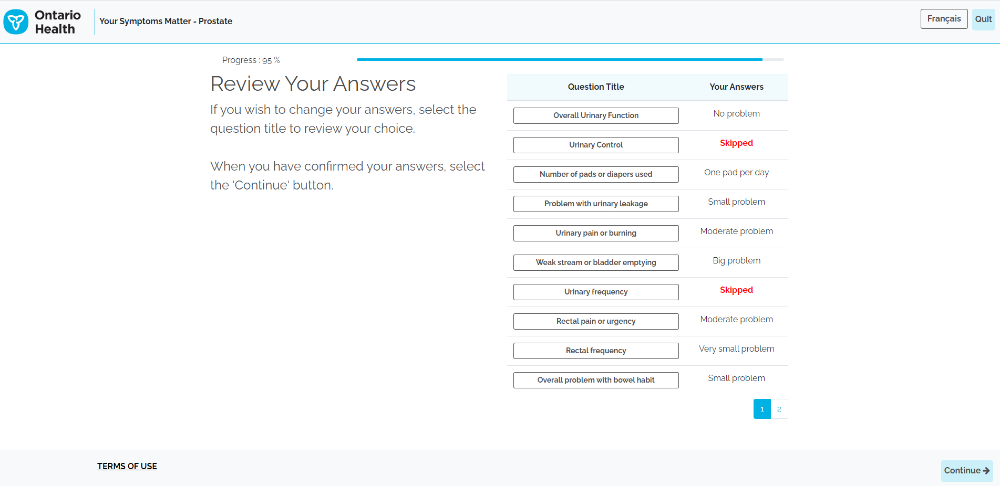 Ontario
Health
Your Symptoms Matter - Prostate
Français
Quit
Progress : 95 %
Review Your Answers
If you wish to change your answers, select the
question title to review your choice.
When you have confirmed your answers, select
the 'Continue' button.
Question Title Your Answers
Overall Urinary Function No problem
Urinary Control Skipped
Number of pads or diapers used One pad per day
Problem with urinary leakage Small problem
Urinary pain or burning Moderate problem
Weak stream or bladder emptying Big problem
Urinary frequency Skipped
Rectal pain or urgency Moderate problem
Rectal frequency Very small problem
Overall problem with bowel habit Small problem
1 2
TERMS OF USE
Continue